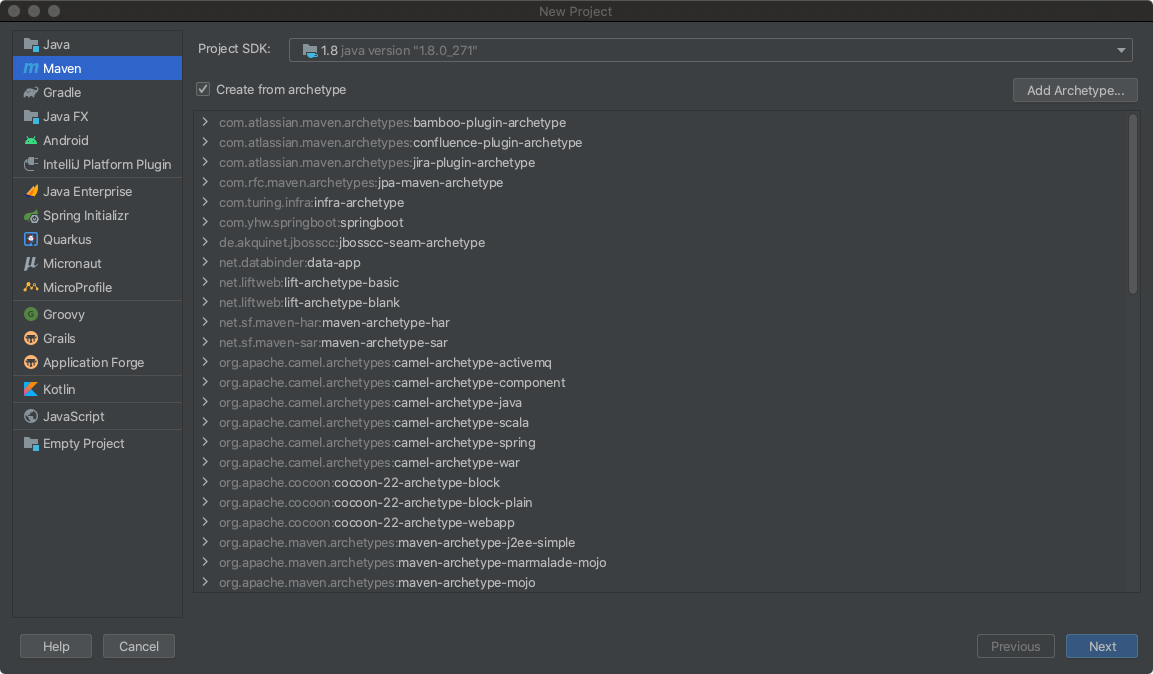 New Project
Java
Maven
Gradle
Java FX
Android
IntelliJ Platform Plugin
Java Enterprise
Spring Initializr
Quarkus
Micronaut
MicroProfile
Groovy
Grails
Application Forge
Kotlin
JavaScript
Empty Project
Project SDK: 1.8 java version "1.8.0_271"
Create from archetype
Add Archetype...
com.atlassian.maven.archetypes:bamboo-plugin-archetype
com.atlassian.maven.archetypes:confluence-plugin-archetype
com.atlassian.maven.archetypes:jira-plugin-archetype
com.rfc.maven.archetypes:jpa-maven-archetype
com.turing.infra:infra-archetype
com.yhw.springboot:springboot
de.akquinet.jbosscc:jbosscc-seam-archetype
net.databinder:data-app
net.liftweb:lift-archetype-basic
net.liftweb:lift-archetype-blank
net.sf.maven-har:maven-archetype-har
net.sf.maven-sar:maven-archetype-sar
org.apache.camel.archetypes:camel-archetype-activemq
org.apache.camel.archetypes:camel-archetype-component
org.apache.camel.archetypes:camel-archetype-java
org.apache.camel.archetypes:camel-archetype-scala
org.apache.camel.archetypes:camel-archetype-spring
org.apache.camel.archetypes:camel-archetype-war
org.apache.cocoon:cocoon-22-archetype-block
org.apache.cocoon:cocoon-22-archetype-block-plain
org.apache.cocoon:cocoon-22-archetype-webapp
org.apache.maven.archetypes:maven-archetype-j2ee-simple
org.apache.maven.archetypes:maven-archetype-marmalade-mojo
org.apache.maven.archetypes:maven-archetype-mojo
Help
Cancel
Previous
Next